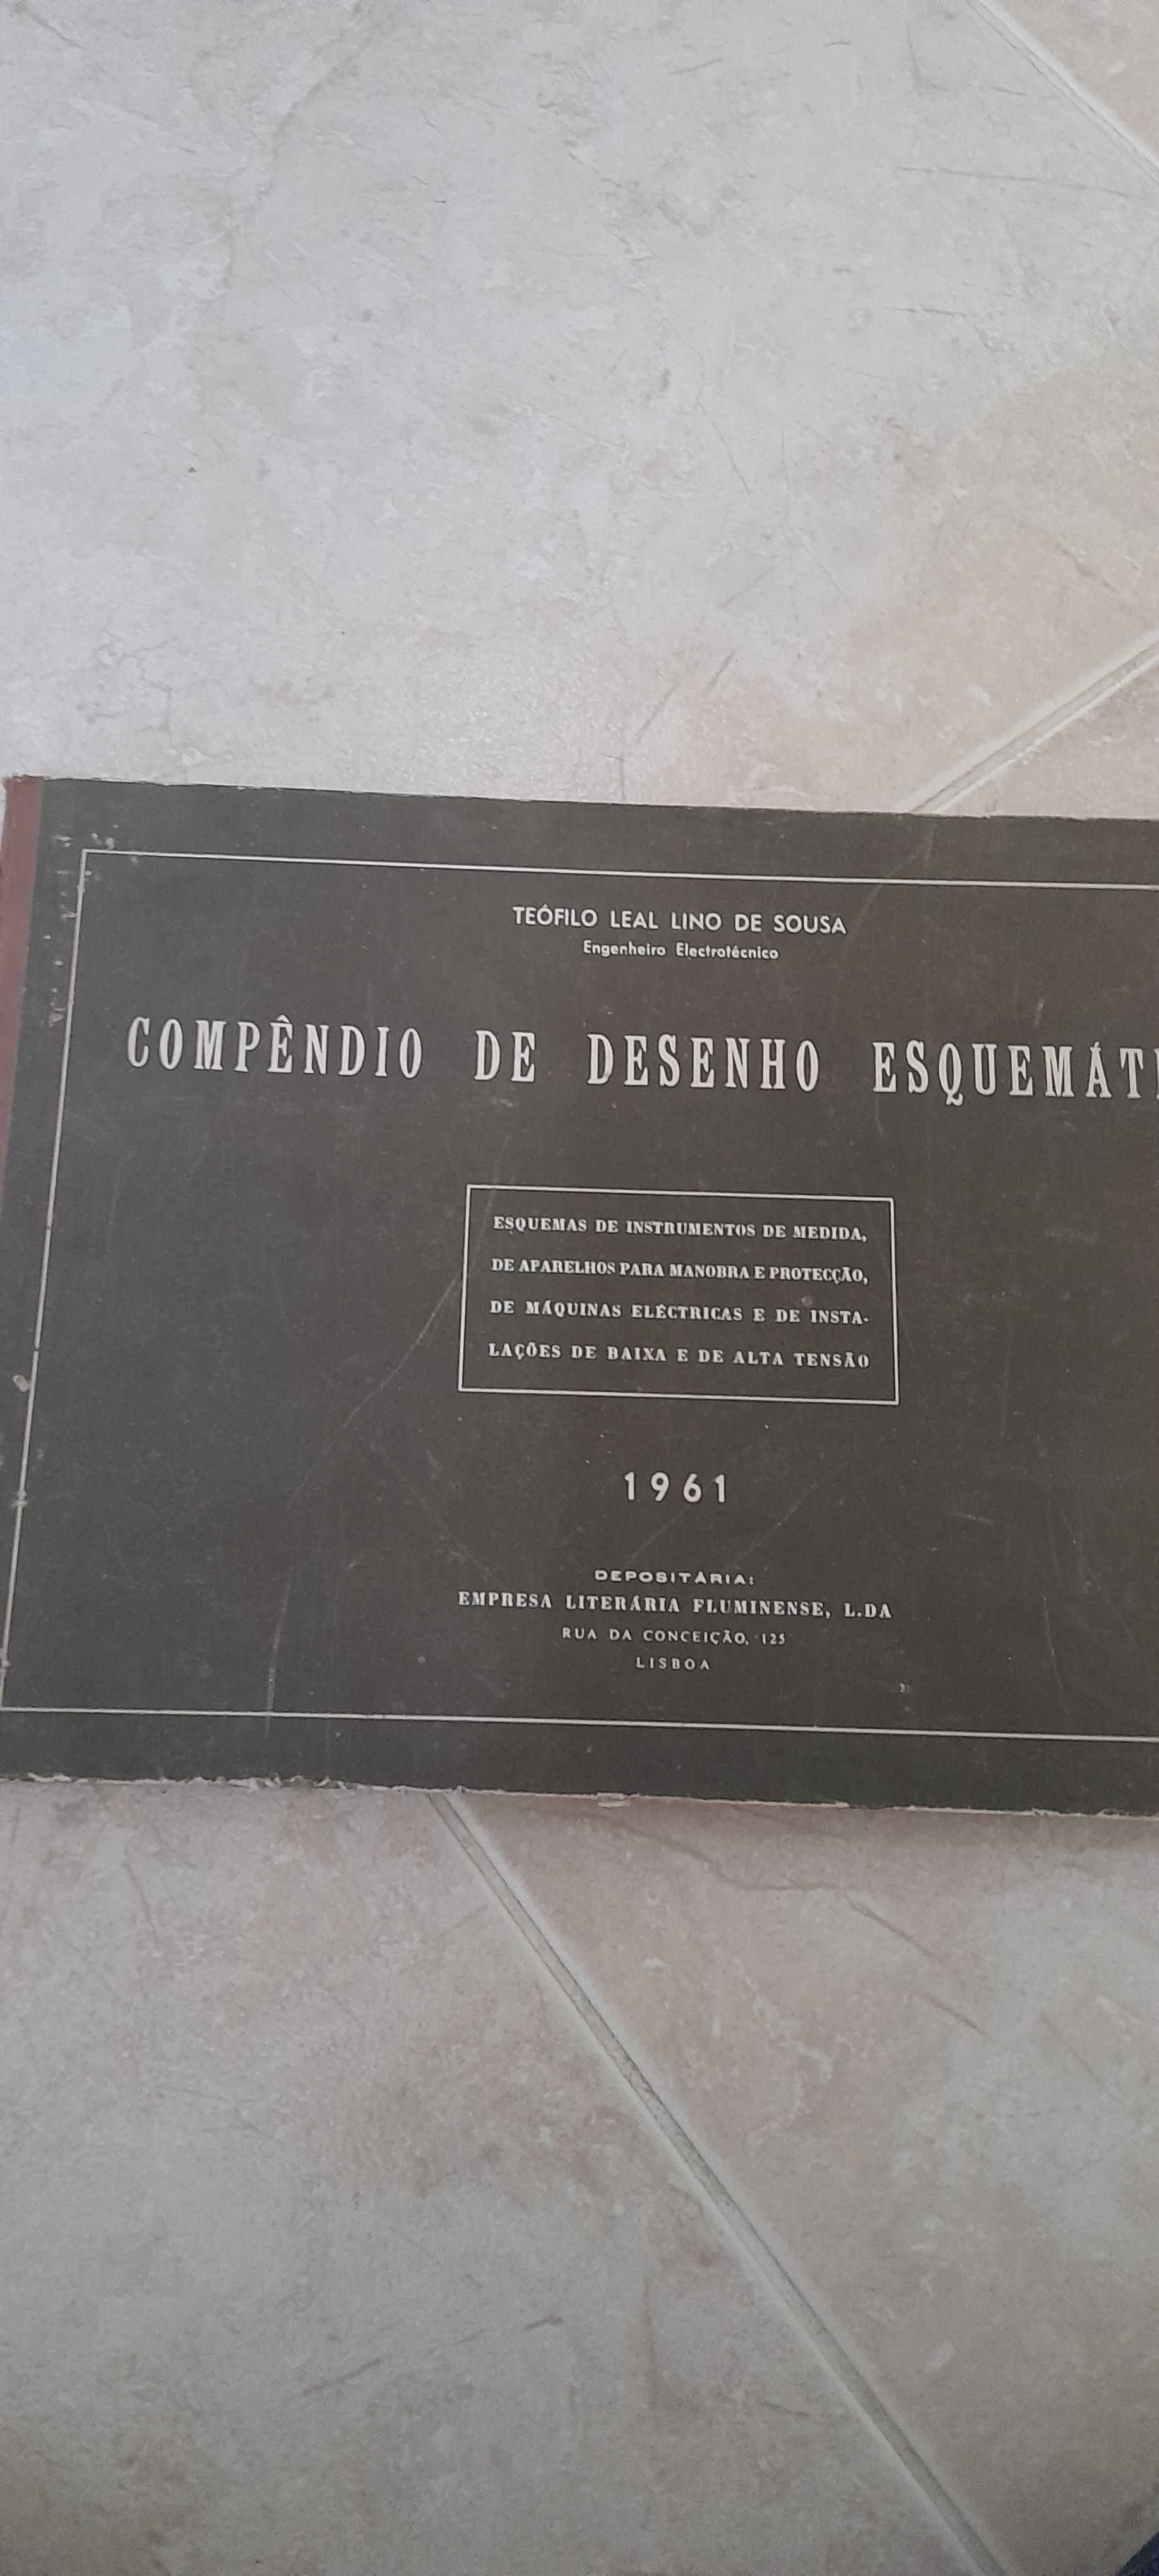 TEÓFILO LEAL LINO DE SOUSA
Engenheiro Electrotécnico
COMPÊNDIO DE DESENHO ESQUEMÁTI
ESQUEMAS DE INSTRUMENTOS DE MEDIDA,
DE APARELHOS PARA MANOBRA E PROTECÇÃO,
DE MÁQUINAS ELÉCTRICAS E DE INSTA-
LAÇÕES DE BAIXA E DE ALTA TENSÃO
1961
DEPOSITÁRIA:
EMPRESA LITERÁRIA FLUMINENSE, L.DA
RUA DA CONCEIÇÃO, 125
LISBOA